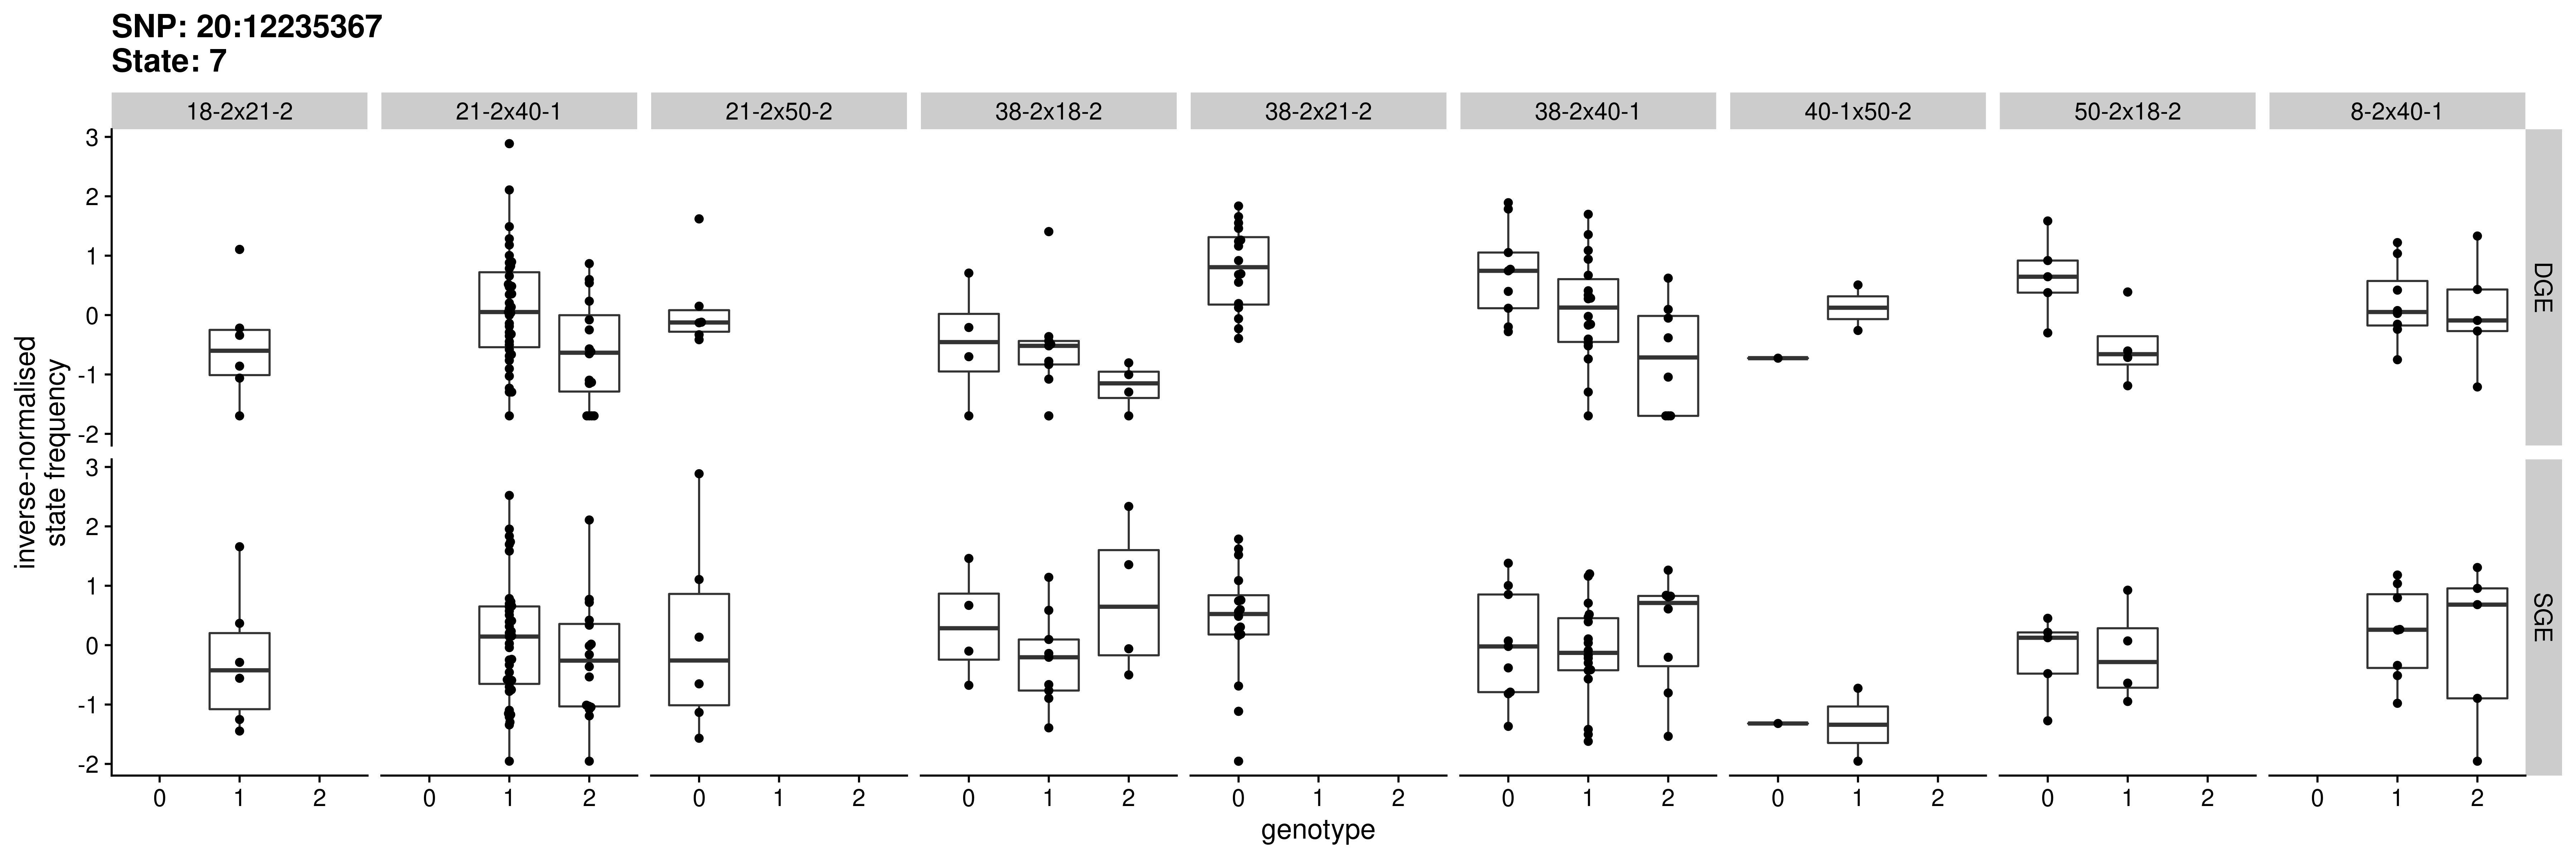 SNP: 20:12235367
State: 7
18-2x21-2 21-2x40-1 21-2x50-2 38-2x18-2 38-2x21-2 38-2x40-1 40-1x50-2 50-2x18-2 8-2x40-1
3
2
1
0
-1
-2
DGE
3
2
1
0
-1
-2
SGE
inverse-normalised
state frequency
0 1 2 0 1 2 0 1 2 0 1 2 0 1 2 0 1 2 0 1 2 0 1 2 0 1 2
genotype